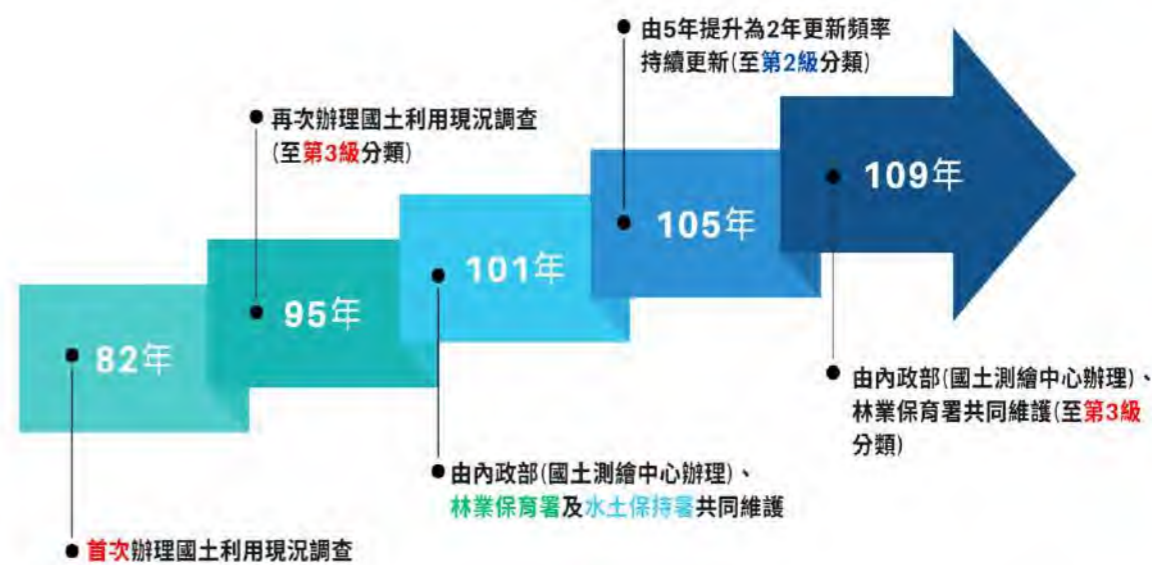 82年
首次辦理國土利用現況調查
95年
再次辦理國土利用現況調查
(至第3級分類)
101年
由內政部(國土測繪中心辦理)、
林業保育署及水土保持署共同維護
105年
由5年提升為2年更新頻率
持續更新(至第2級分類)
109年
由內政部(國土測繪中心辦理)、
林業保育署共同維護(至第3級
分類)